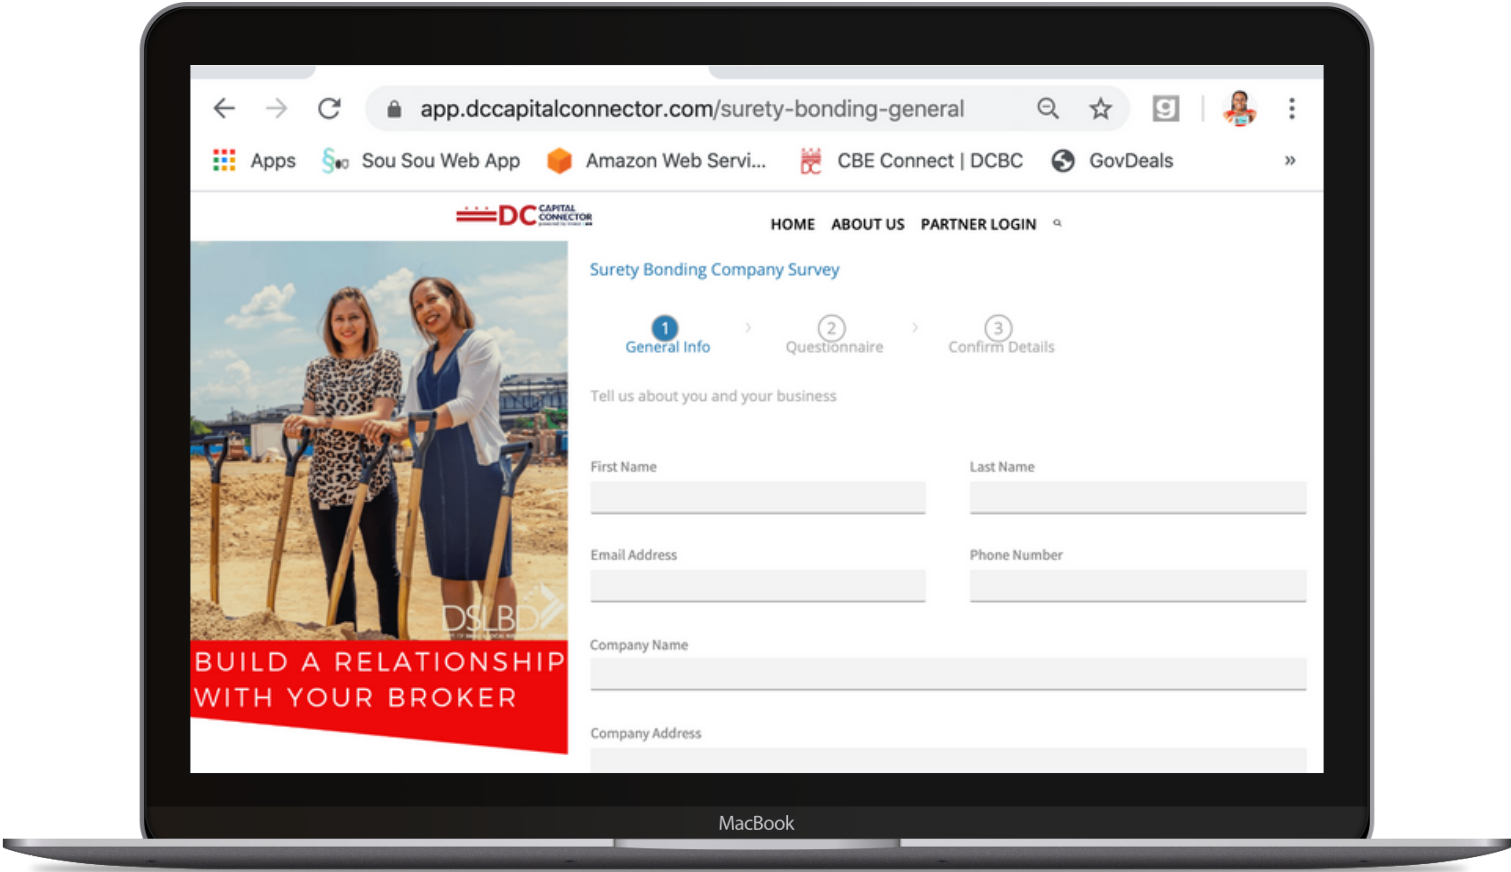 app.dccapitalconnector.com/surety-bonding-general
Apps Sou Sou Web App Amazon Web Servi... CBE Connect | DCBC GovDeals »
DC CAPITAL
CONNECTOR
HOME ABOUT US PARTNER LOGIN
Surety Bonding Company Survey
1 2 3
General Info Questionnaire Confirm Details
Tell us about you and your business
First Name Last Name
Email Address Phone Number
Company Name
Company Address
DSLBD
BUILD A RELATIONSHIP
WITH YOUR BROKER
MacBook